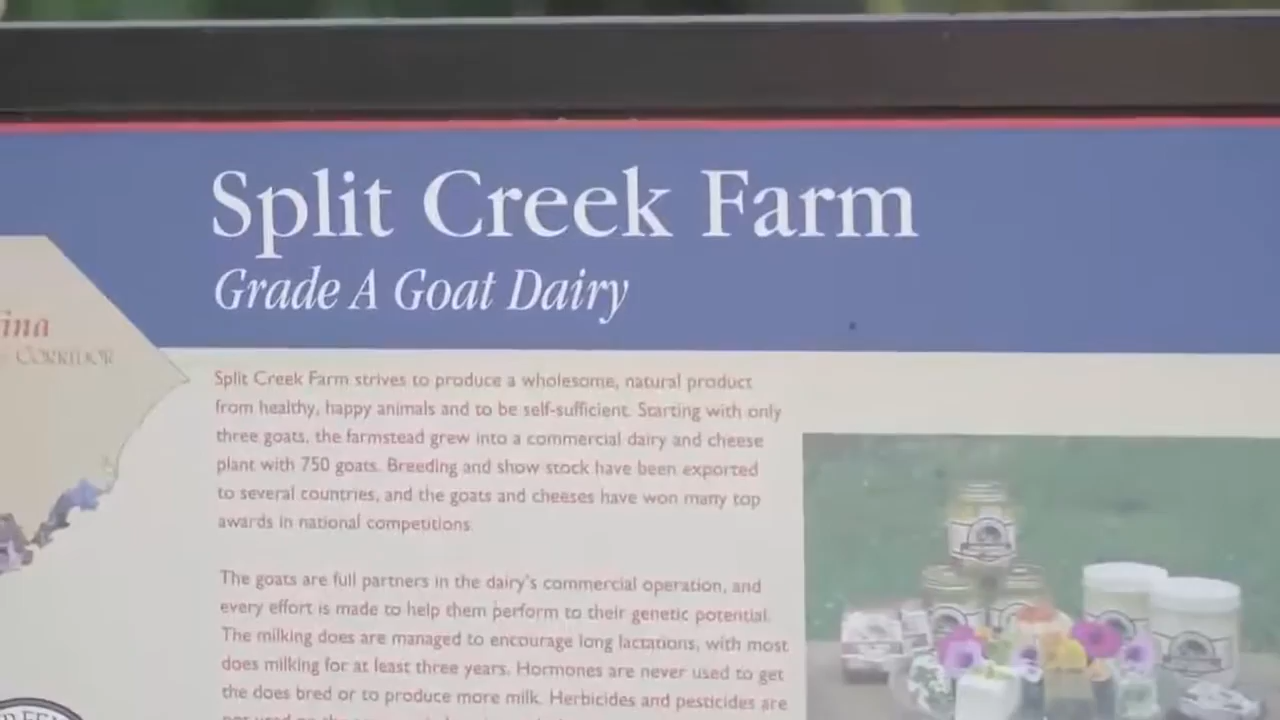 Split Creek Farm
Grade A Goat Dairy
ina
CORRIDOR
Split Creek Farm strives to produce a wholesome, natural product
from healthy, happy animals and to be self-sufficient. Starting with only
three goats, the farmstead grew into a commercial dairy and cheese
plant with 750 goats. Breeding and show stock have been exported
to several countries, and the goats and cheeses have won many top
awards in national competitions.
The goats are full partners in the dairy's commercial operation, and
every effort is made to help them perform to their genetic potential.
The milking does are managed to encourage long lactations, with most
does milking for at least three years. Hormones are never used to get
the does bred or to produce more milk. Herbicides and pesticides are